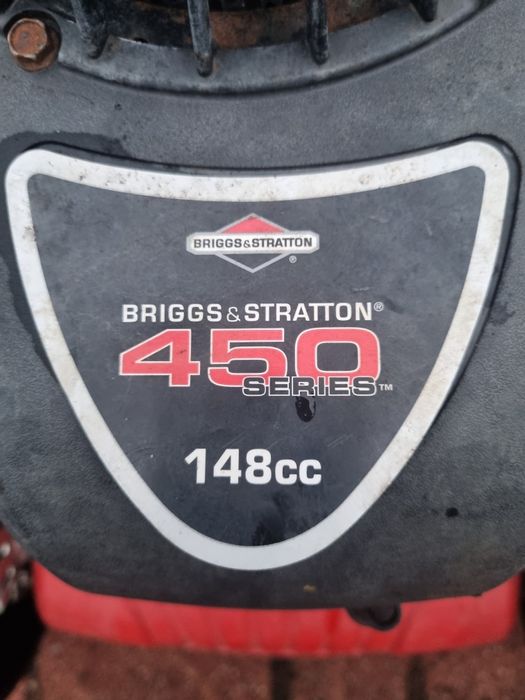 BRIGGS&STRATTON®
BRIGGS & STRATTON®
450
SERIES™
148cc